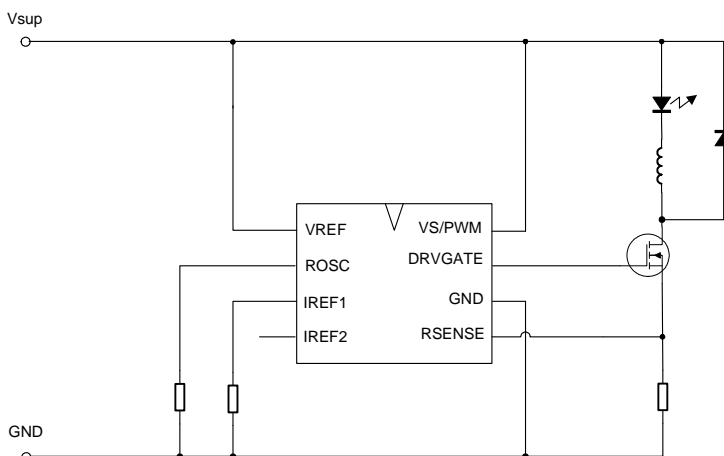 Vsup
VREF
VS/PWM
ROSC
DRVGATE
IREF1
GND
IREF2
RSENSE
GND